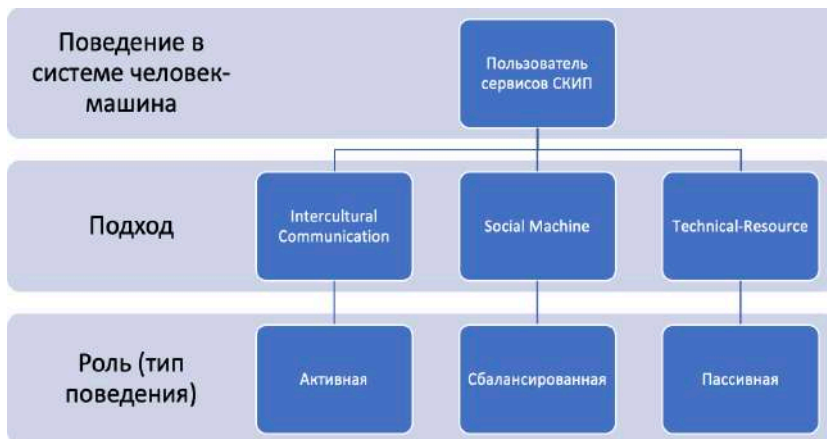 Поведение в
системе человек-
машина
Пользователь
сервисов СКИП
Подход
Intercultural
Communication
Social Machine
Technical-Resource
Роль (тип
поведения)
Активная
Сбалансированная
Пассивная